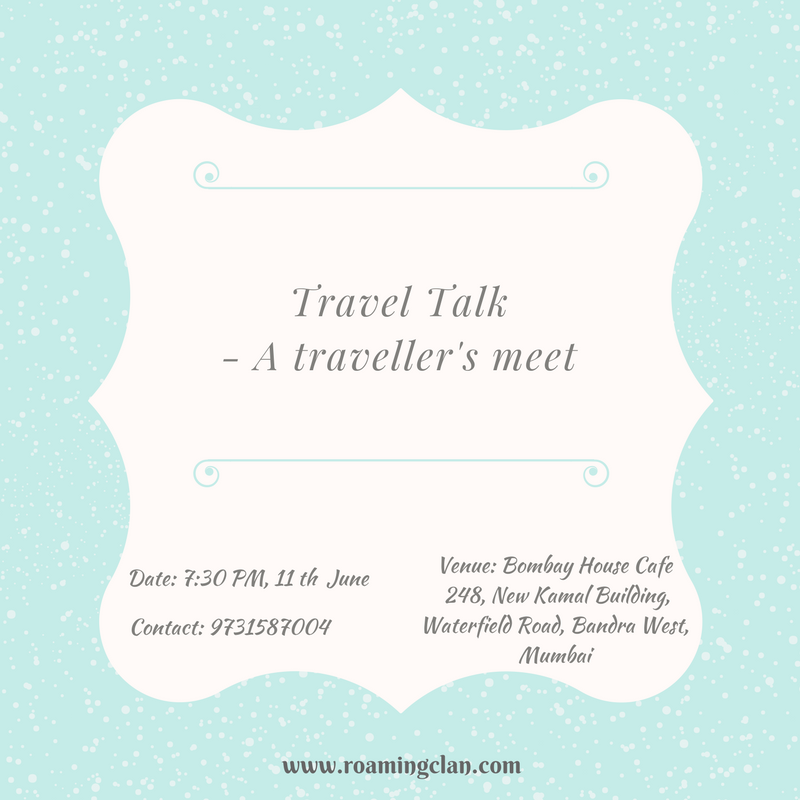 Travel Talk
- A traveller's meet
Date: 7:30 PM, 11 th June
Contact: 9731587004
Venue: Bombay House Cafe
248, New Kamal Building,
Waterfield Road, Bandra West,
Mumbai
www.roamingclan.com